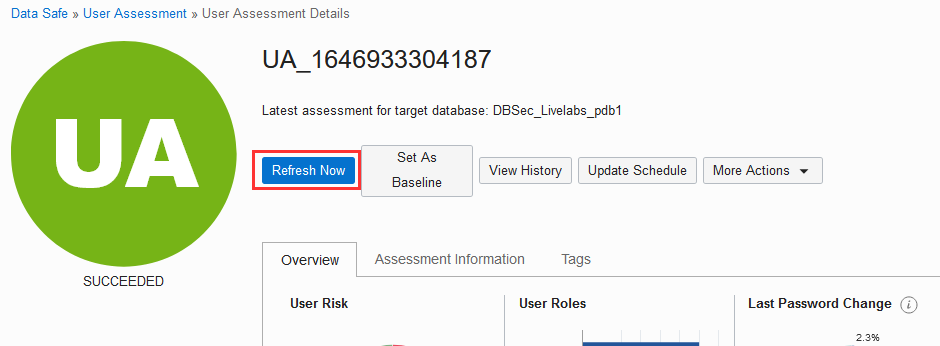 Data Safe » User Assessment » User Assessment Details
UA
SUCCEEDED
UA_1646933304187
Latest assessment for target database: DBSec_Livelabs_pdb1
Refresh Now
Set As
Baseline
View History
Update Schedule
More Actions
Overview
Assessment Information
Tags
User Risk
User Roles
Last Password Change
i
2.3%